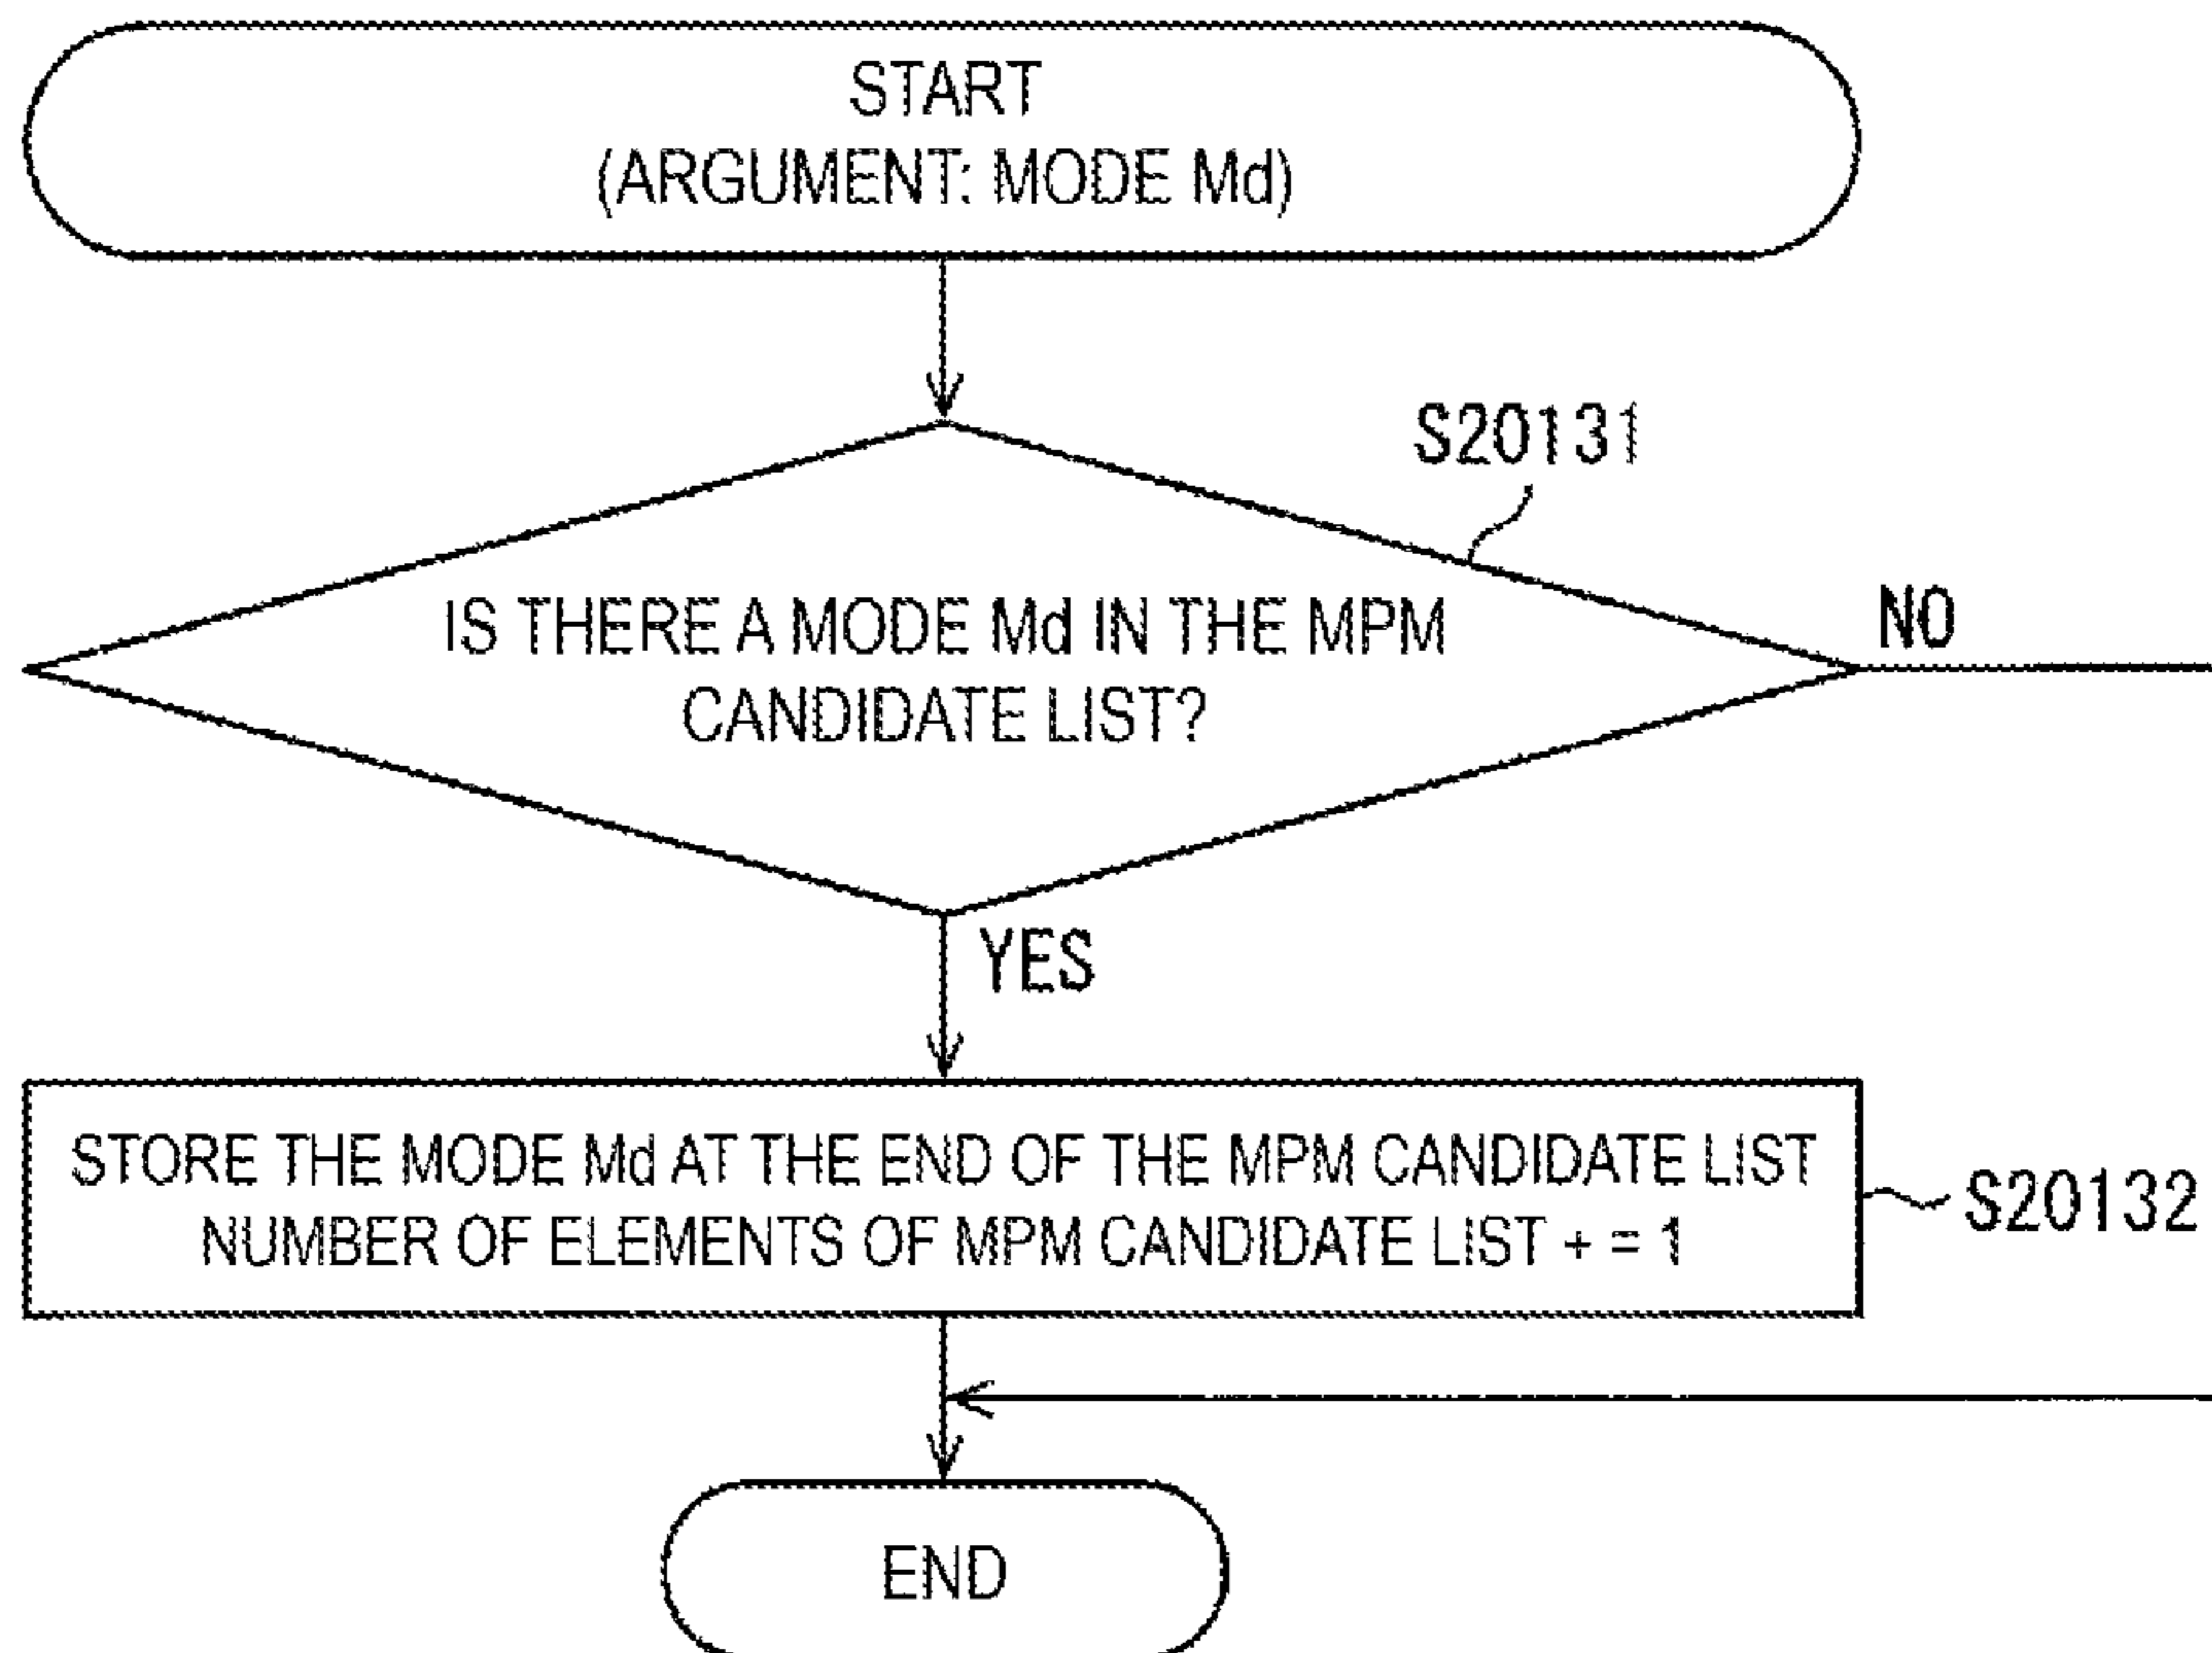 START
(ARGUMENT: MODE Md)
S20131
IS THERE A MODE Md IN THE MPM
CANDIDATE LIST?
NO
YES
STORE THE MODE Md AT THE END OF THE MPM CANDIDATE LIST
NUMBER OF ELEMENTS OF MPM CANDIDATE LIST + = 1
S20132
END